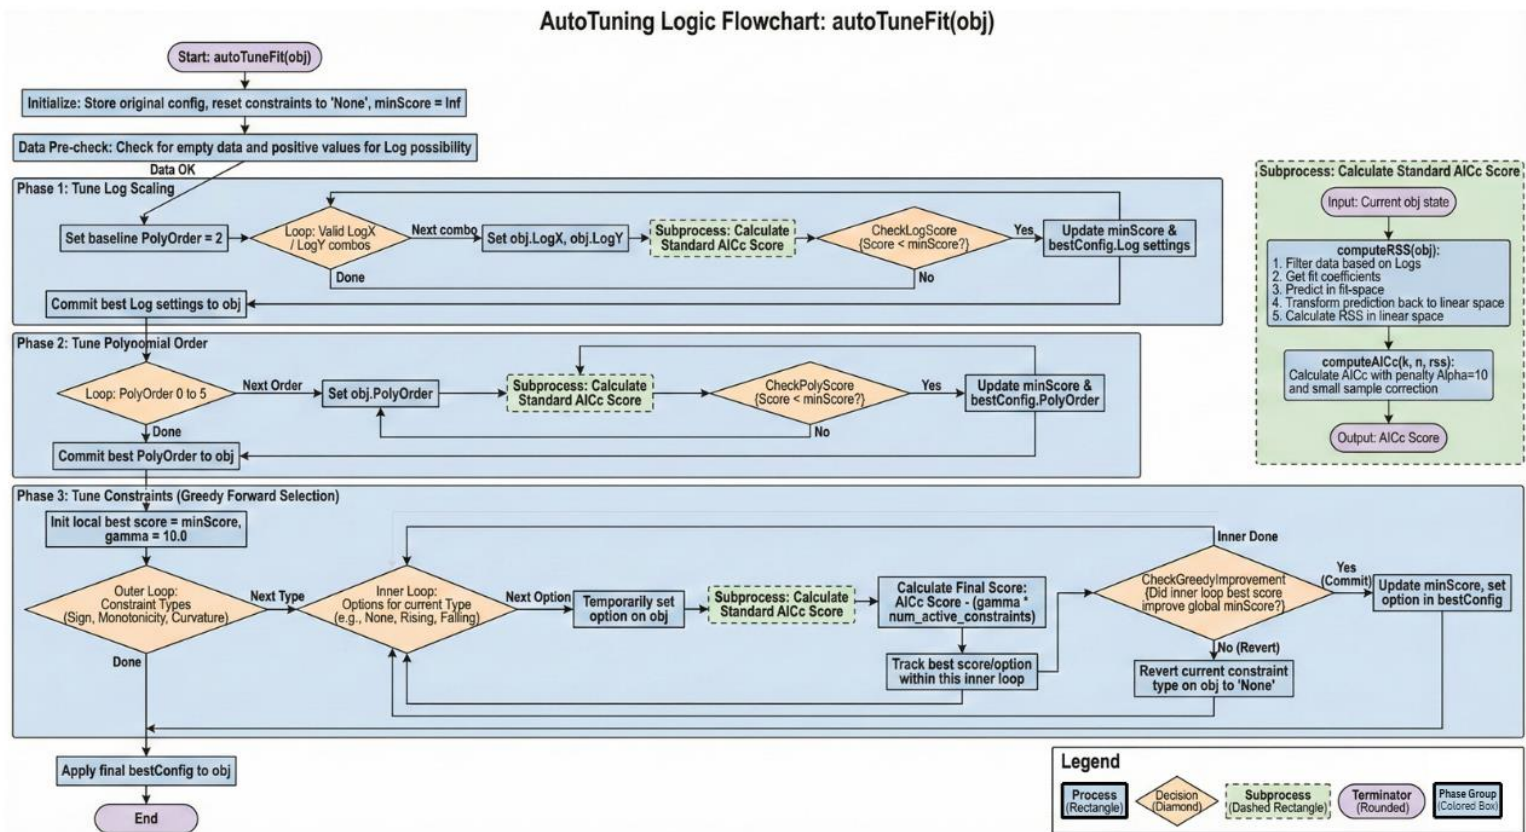 AutoTuning Logic Flowchart: autoTuneFit(obj)
Start: autoTuneFit(obj)
Initialize: Store original config, reset constraints to 'None', minScore = Inf
Data Pre-check: Check for empty data and positive values for Log possibility
Data OK
Phase 1: Tune Log Scaling
Set baseline PolyOrder = 2
Loop: Valid LogX
/ LogY combos
Next combo
Set obj.LogX, obj.LogY
Subprocess: Calculate
Standard AICc Score
CheckLogScore
{Score < minScore?}
Yes
Update minScore &
bestConfig.Log settings
No
Done
Commit best Log settings to obj
Phase 2: Tune Polynomial Order
Loop: PolyOrder 0 to 5
Next Order
Set obj.PolyOrder
Subprocess: Calculate
Standard AICc Score
CheckPolyScore
{Score < minScore?}
Yes
Update minScore &
bestConfig.PolyOrder
No
Done
Commit best PolyOrder to obj
Phase 3: Tune Constraints (Greedy Forward Selection)
Init local best score = minScore,
gamma = 10.0
Outer Loop:
Constraint Types
(Sign, Monotonicity, Curvature)
Next Type
Inner Loop:
Options for current Type
(e.g., None, Rising, Falling)
Next Option
Temporarily set
option on obj
Subprocess: Calculate
Standard AICc Score
Calculate Final Score:
AICc Score - (gamma *
num_active_constraints)
Track best score/option
within this inner loop
Inner Done
CheckGreedyImprovement
{Did inner loop best score
improve global minScore?}
Yes
(Commit)
Update minScore, set
option in bestConfig
No (Revert)
Revert current constraint
type on obj to 'None'
Done
Apply final bestConfig to obj
End
Subprocess: Calculate Standard AICc Score
Input: Current obj state
computeRSS(obj):
1. Filter data based on Logs
2. Get fit coefficients
3. Predict in fit-space
4. Transform prediction back to linear space
5. Calculate RSS in linear space
computeAICc(k, n, rss):
Calculate AICc with penalty Alpha=10
and small sample correction
Output: AICc Score
Legend
Process
(Rectangle)
Decision
(Diamond)
Subprocess
(Dashed Rectangle)
Terminator
(Rounded)
Phase Group
(Colored Box)